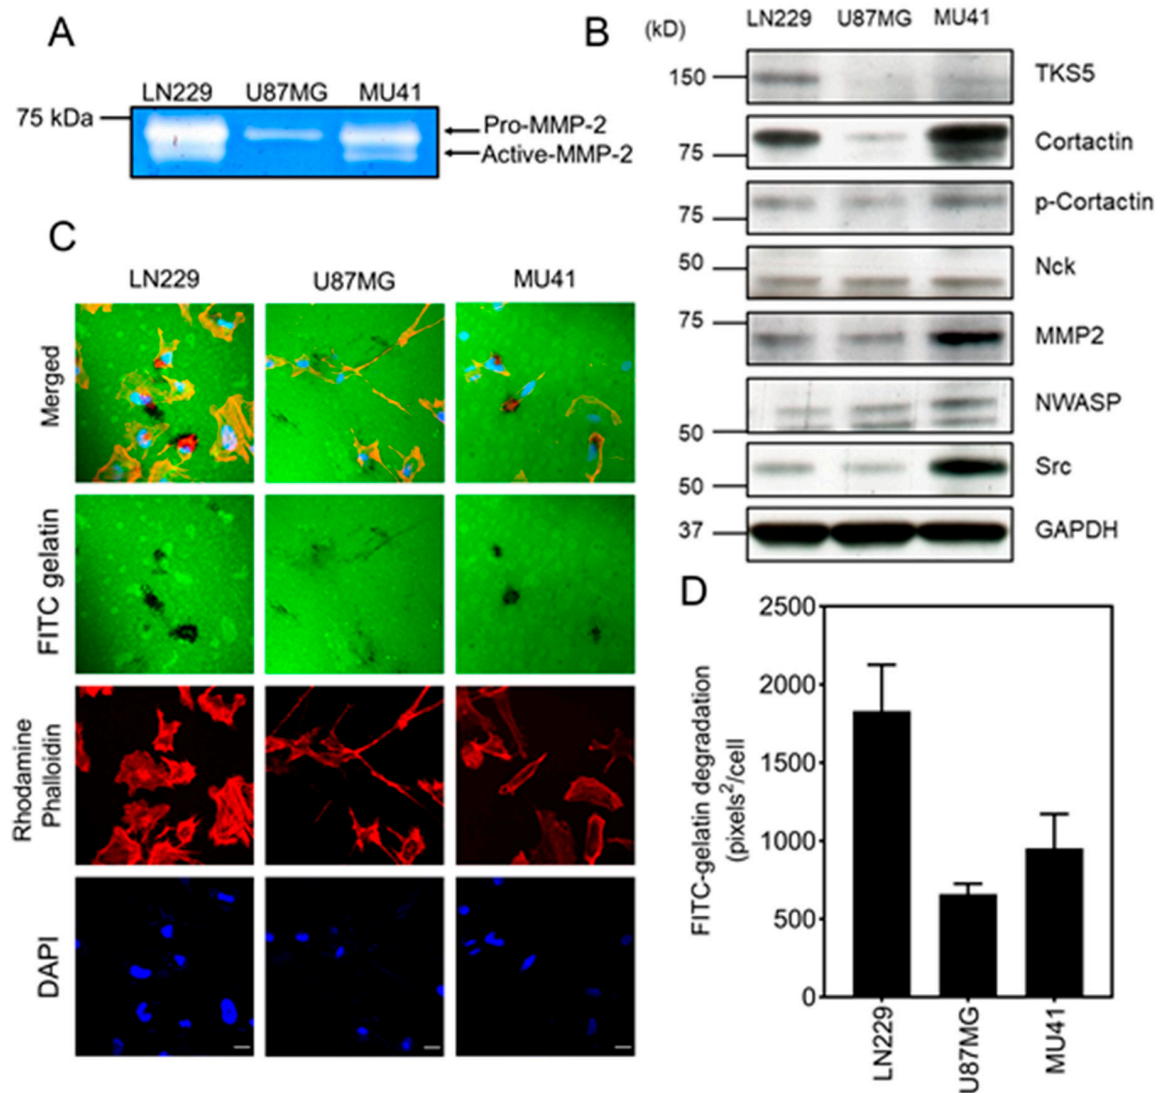 A
LN229 U87MG MU41
75 kDa
Pro-MMP-2
Active-MMP-2
B
(kD)
LN229 U87MG MU41
150 TKS5
Cortactin
75
p-Cortactin
75
50 Nck
75 MMP2
NWASP
50
Src
50
37 GAPDH
C
LN229 U87MG MU41
Merged
FITC gelatin
Rhodamine
Phalloidin
DAPI
D
FITC-gelatin degradation
(pixels²/cell
2500
2000
1500
1000
500
0
LN229
U87MG
MU41